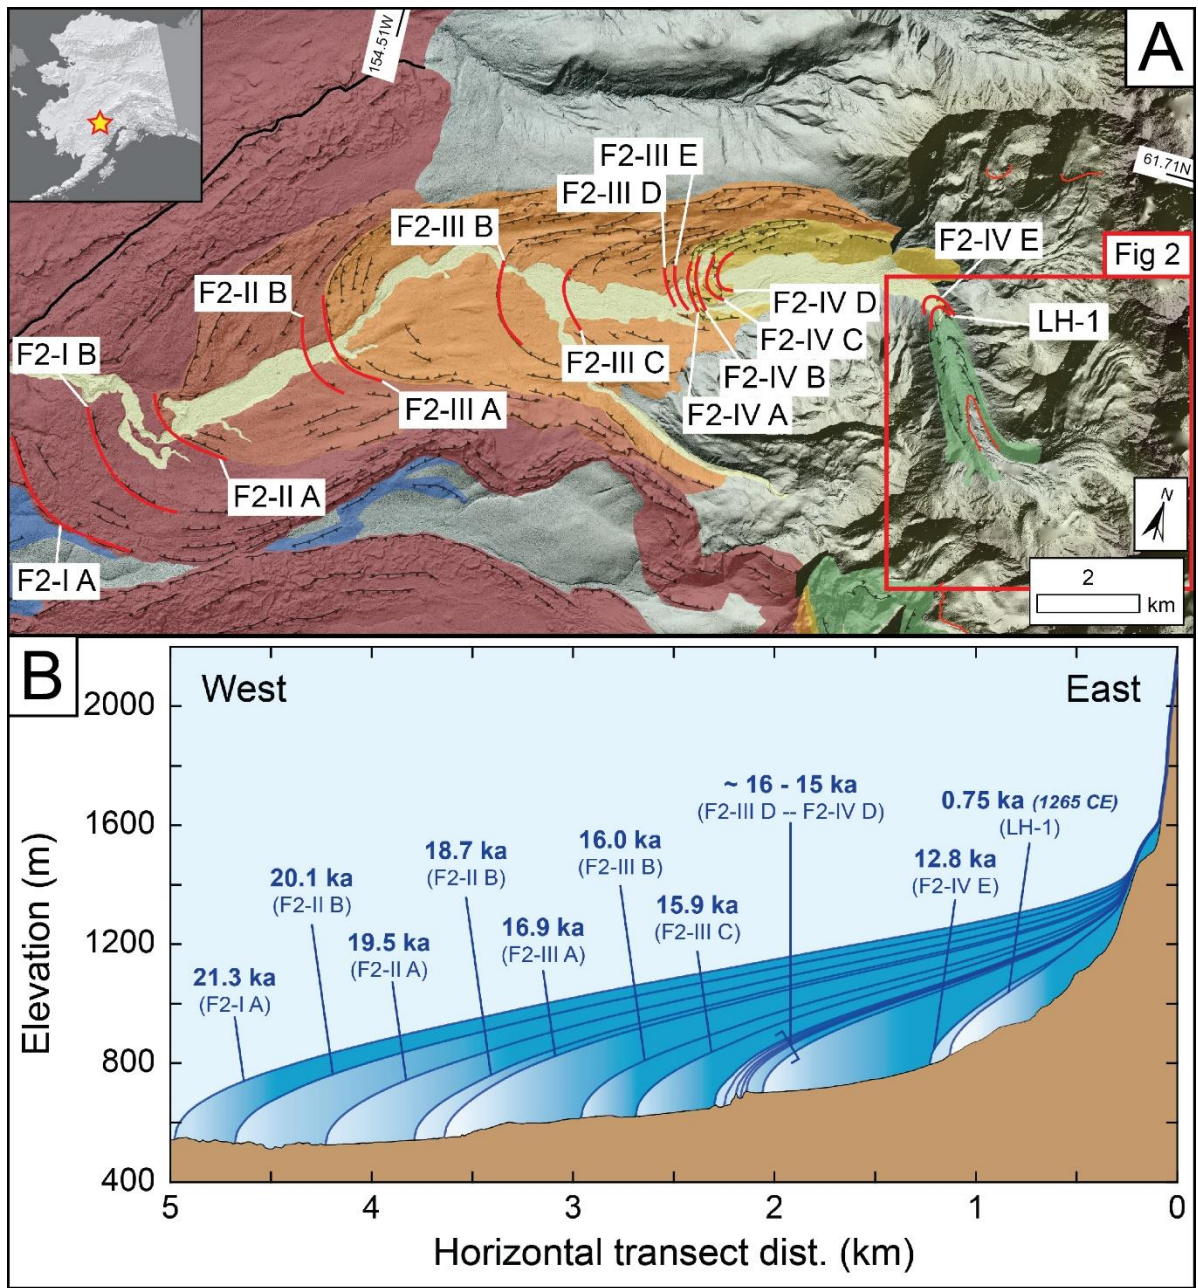 A
154.51W
F2-III E
F2-III D
61.71N
F2-III B
F2-IV E
Fig 2
F2-II B
F2-IV D
LH-1
F2-I B
F2-III C
F2-IV C
F2-IV B
F2-III A
F2-IV A
F2-II A
N
F2-I A
2
km
B
2000
West
East
~ 16 - 15 ka
(F2-III D -- F2-IV D)
0.75 ka (1265 CE)
(LH-1)
1600
18.7 ka
(F2-II B)
16.0 ka
(F2-III B)
12.8 ka
(F2-IV E)
20.1 ka
(F2-II B)
15.9 ka
(F2-III C)
16.9 ka
(F2-III A)
19.5 ka
(F2-II A)
1200
21.3 ka
(F2-I A)
Elevation (m)
800
400
5
4
3
2
1
0
Horizontal transect dist. (km)